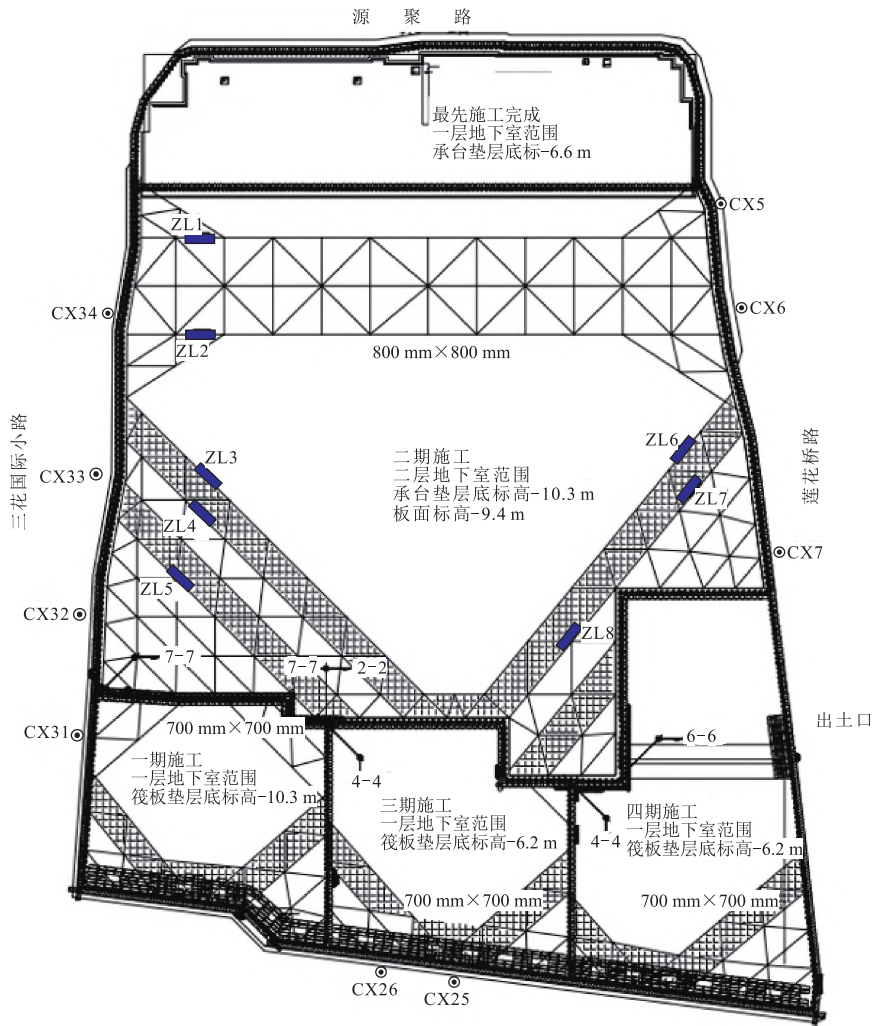 源聚路
最先施工完成
一层地下室范围
承台垫层底标-6.6 m
CX5
ZL1
CX6
CX34
ZL2
800 mm×800 mm
三花国际小路
莲花桥路
ZL6
ZL3
二期施工
二层地下室范围
承台垫层底标高-10.3 m
板面标高-9.4 m
CX33
ZL7
ZL4
CX7
ZL5
CX32
ZL8
7-7
7-7
2-2
700 mm×700 mm
CX31
出土口
6-6
一期施工
一层地下室范围
筏板垫层底标高-10.3 m
4-4
三期施工
一层地下室范围
筏板垫层底标高-6.2 m
四期施工
一层地下室范围
筏板垫层底标高-6.2 m
4-4
700 mm×700 mm
700 mm×700 mm
CX26
CX25